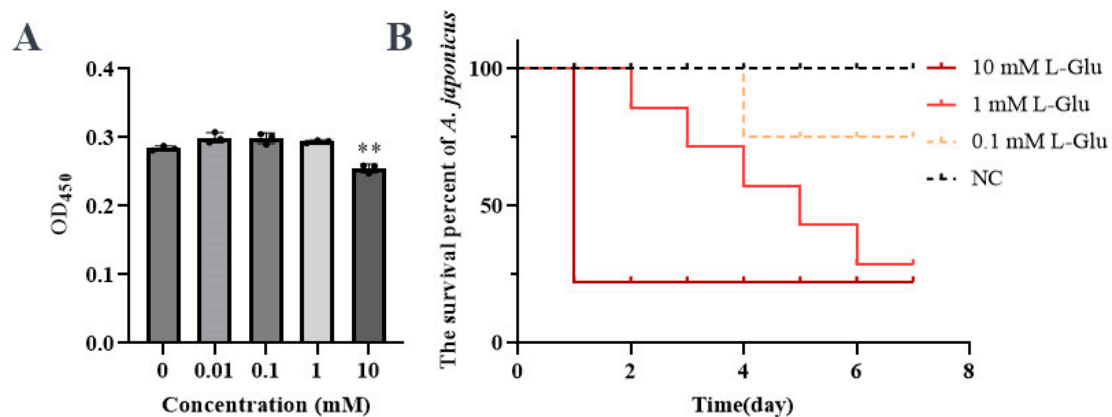 A
OD450
0.4
0.3
0.2
0.1
0.0
**
0 0.01 0.1 1 10
Concentration (mM)
B
The survival percent of A. japonicus
100
50
0
0 2 4 6 8
Time(day)
10 mM L-Glu
1 mM L-Glu
0.1 mM L-Glu
NC